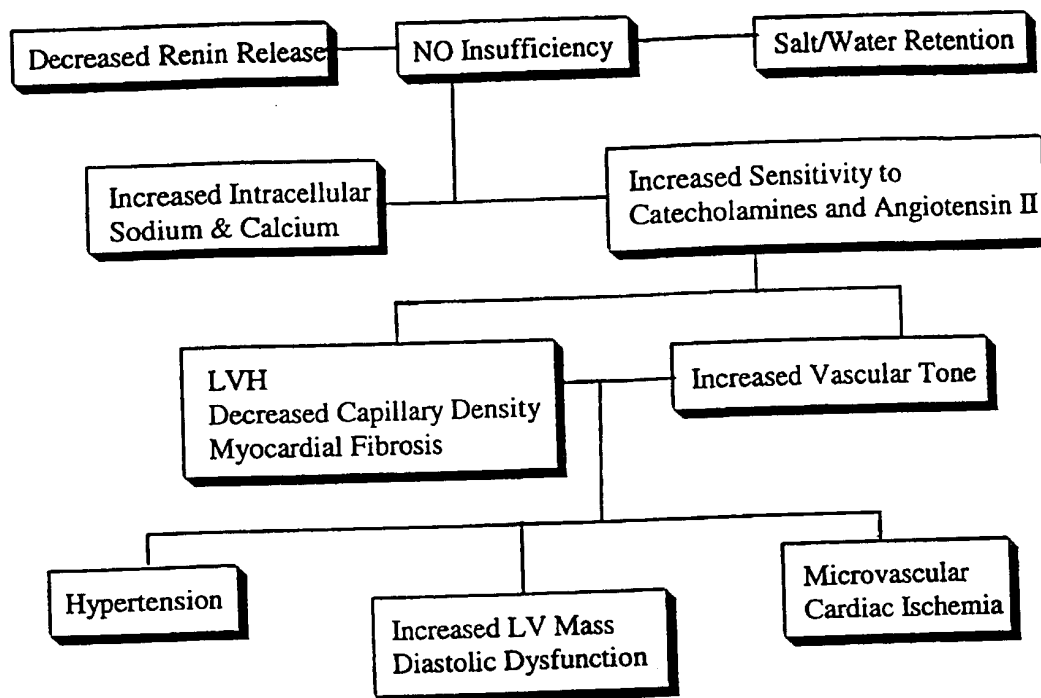 Decreased Renin Release
NO Insufficiency
Salt/Water Retention
Increased Intracellular
Sodium & Calcium
Increased Sensitivity to
Catecholamines and Angiotensin II
LVH
Decreased Capillary Density
Myocardial Fibrosis
Increased Vascular Tone
Hypertension
Increased LV Mass
Diastolic Dysfunction
Microvascular
Cardiac Ischemia